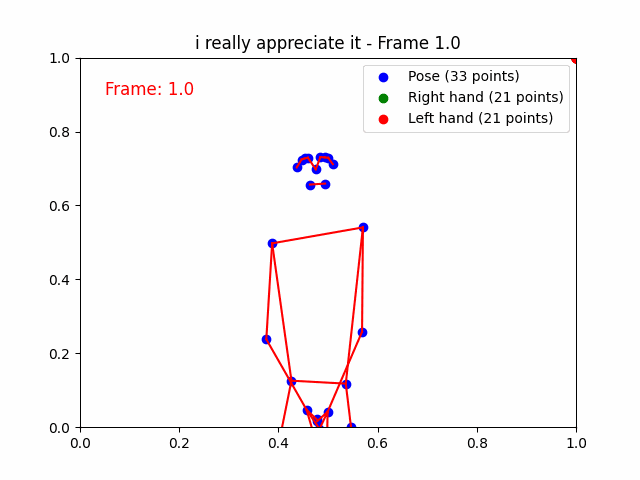 i really appreciate it - Frame 1.0
Frame: 1.0
Pose (33 points)
Right hand (21 points)
Left hand (21 points)
1.0
0.8
0.6
0.4
0.2
0.0
0.0 0.2 0.4 0.6 0.8 1.0